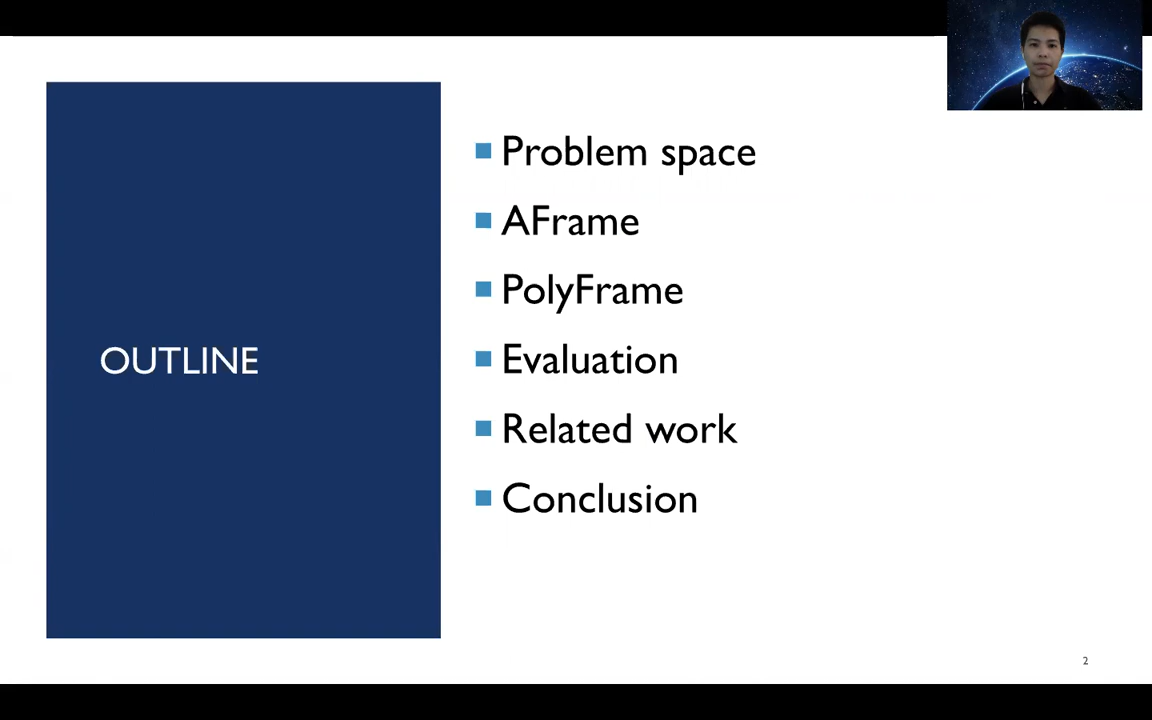 OUTLINE
Problem space
AFrame
PolyFrame
Evaluation
Related work
Conclusion
2